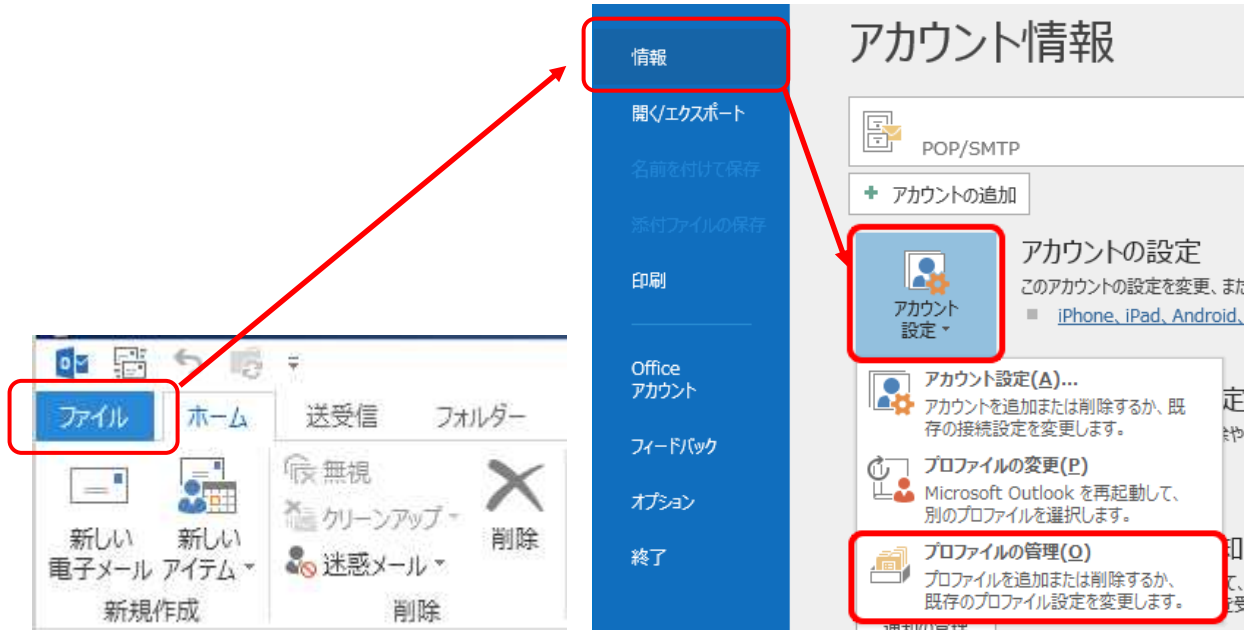 ファイル
ホーム
送受信
フォルダー
新しい
電子メール
新しい
アイテム
無視
クリーンアップ
迷惑メール
削除
新規作成
削除
情報
開く/エクスポート
名前を付けて保存
添付ファイルの保存
印刷
Office
アカウント
フィードバック
オプション
終了
アカウント情報
POP/SMTP
アカウントの追加
アカウント
設定
アカウントの設定
このアカウントの設定を変更、また
iPhone、iPad、Android、
アカウント設定(A)...
アカウントを追加または削除するか、既
存の接続設定を変更します。
プロファイルの変更(P)
Microsoft Outlook を再起動して、
別のプロファイルを選択します。
プロファイルの管理(O)
プロファイルを追加または削除するか、
既存のプロファイル設定を変更します。